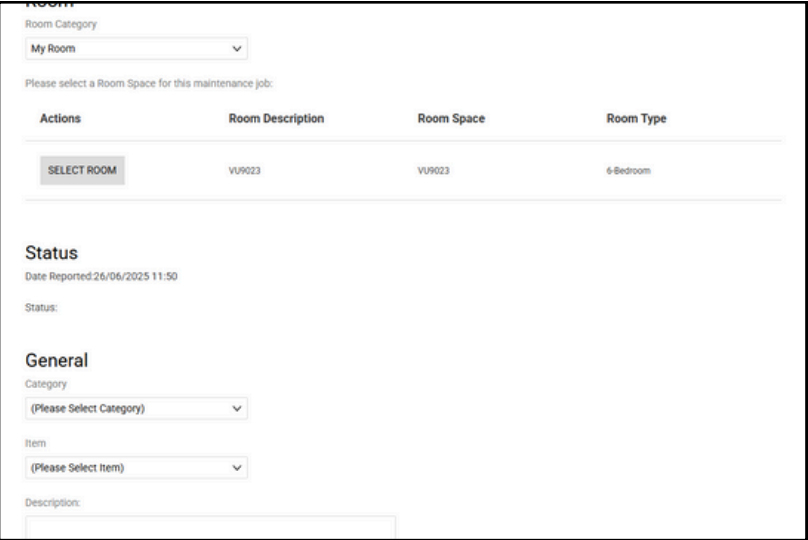 Room
Room Category
My Room
Please select a Room Space for this maintenance job:
Actions Room Description Room Space Room Type
SELECT ROOM VU9023 VU9023 6-Bedroom
Status
Date Reported:26/06/2025 11:50
Status:
General
Category
(Please Select Category)
Item
(Please Select Item)
Description: